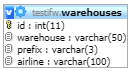 testifw.warehouses
id : int(11)
warehouse : varchar(50)
prefix : varchar(3)
airline : varchar(100)